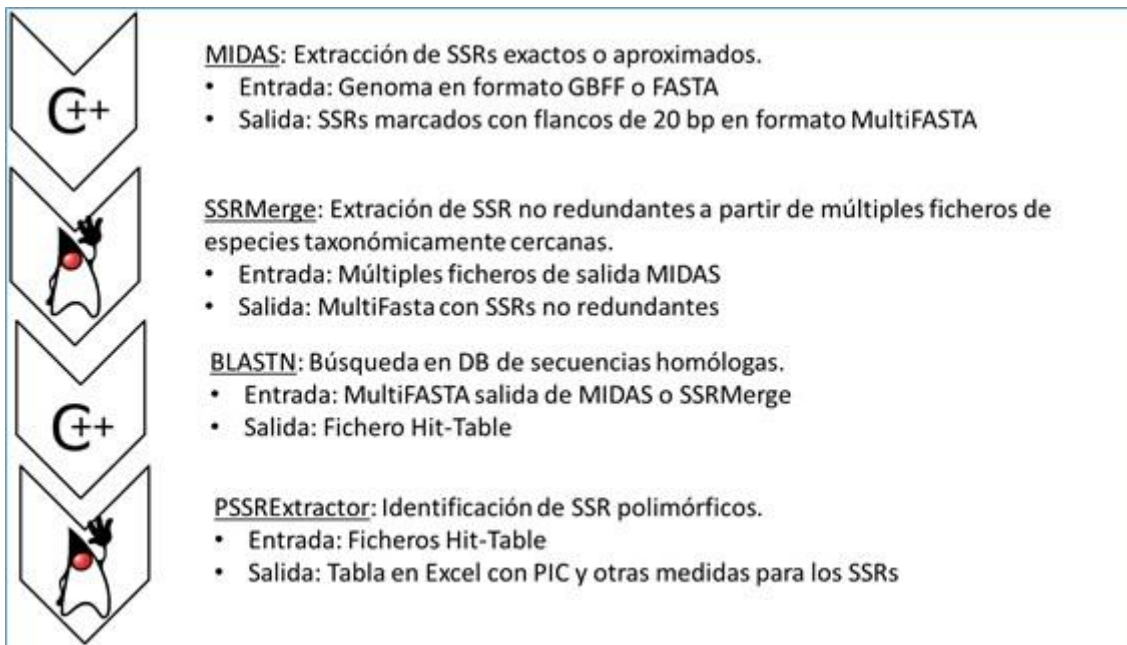 C++
MIDAS: Extracción de SSRs exactos o aproximados.
• Entrada: Genoma en formato GBFF o FASTA
• Salida: SSRs marcados con flancos de 20 bp en formato MultiFASTA
SSRMerge: Extración de SSR no redundantes a partir de múltiples ficheros de
especies taxonómicamente cercanas.
• Entrada: Múltiples ficheros de salida MIDAS
• Salida: MultiFasta con SSRs no redundantes
C++
BLASTN: Búsqueda en DB de secuencias homólogas.
• Entrada: MultiFASTA salida de MIDAS o SSRMerge
• Salida: Fichero Hit-Table
PSSRExtractor: Identificación de SSR polimórficos.
• Entrada: Ficheros Hit-Table
• Salida: Tabla en Excel con PIC y otras medidas para los SSRs